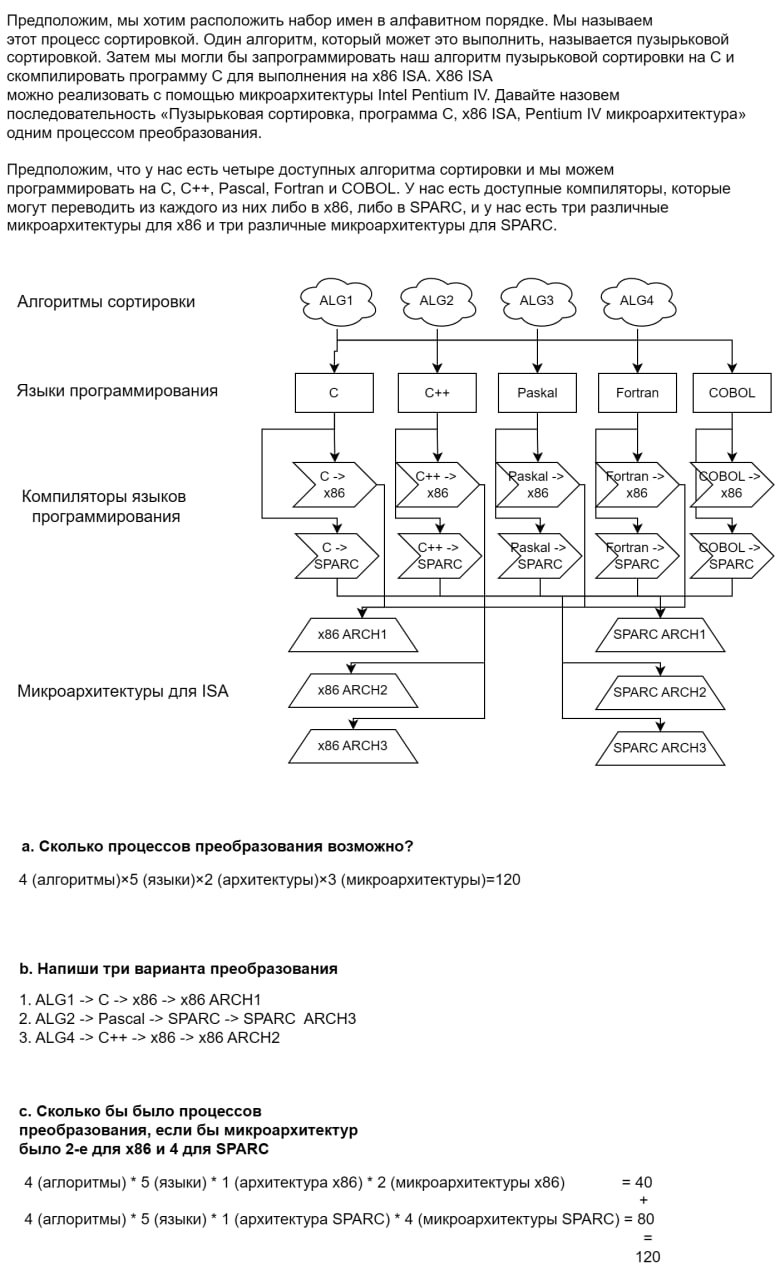 Предположим, мы хотим расположить набор имен в алфавитном порядке. Мы называем
этот процесс сортировкой. Один алгоритм, который может это выполнить, называется пузырьковой
сортировкой. Затем мы могли бы запрограммировать наш алгоритм пузырьковой сортировки на C и
скомпилировать программу C для выполнения на x86 ISA. X86 ISA
можно реализовать с помощью микроархитектуры Intel Pentium IV. Давайте назовем
последовательность «Пузырьковая сортировка, программа C, x86 ISA, Pentium IV микроархитектура»
одним процессом преобразования.
Предположим, что у нас есть четыре доступных алгоритма сортировки и мы можем
программировать на C, C++, Pascal, Fortran и COBOL. У нас есть доступные компиляторы, которые
могут переводить из каждого из них либо в x86, либо в SPARC, и у нас есть три различные
микроархитектуры для x86 и три различные микроархитектуры для SPARC.
Алгоритмы сортировки
ALG1
ALG2
ALG3
ALG4
Языки программирования
C
C++
Paskal
Fortran
COBOL
Компиляторы языков
программирования
C ->
x86
C++ ->
x86
Paskal ->
x86
Fortran ->
x86
COBOL ->
x86
C ->
SPARC
C++ ->
SPARC
Paskal ->
SPARC
Fortran ->
SPARC
COBOL ->
SPARC
x86 ARCH1
SPARC ARCH1
Микроархитектуры для ISA
x86 ARCH2
SPARC ARCH2
x86 ARCH3
SPARC ARCH3
a. Сколько процессов преобразования возможно?
4 (алгоритмы)×5 (языки)×2 (архитектуры)×3 (микроархитектуры)=120
b. Напиши три варианта преобразования
1. ALG1 -> C -> x86 -> x86 ARCH1
2. ALG2 -> Pascal -> SPARC -> SPARC ARCH3
3. ALG4 -> C++ -> x86 -> x86 ARCH2
c. Сколько бы было процессов
преобразования, если бы микроархитектур
было 2-е для x86 и 4 для SPARC
4 (аглоритмы) * 5 (языки) * 1 (архитектура x86) * 2 (микроархитектуры x86) = 40
+
4 (аглоритмы) * 5 (языки) * 1 (архитектура SPARC) * 4 (микроархитектуры SPARC) = 80
=
120